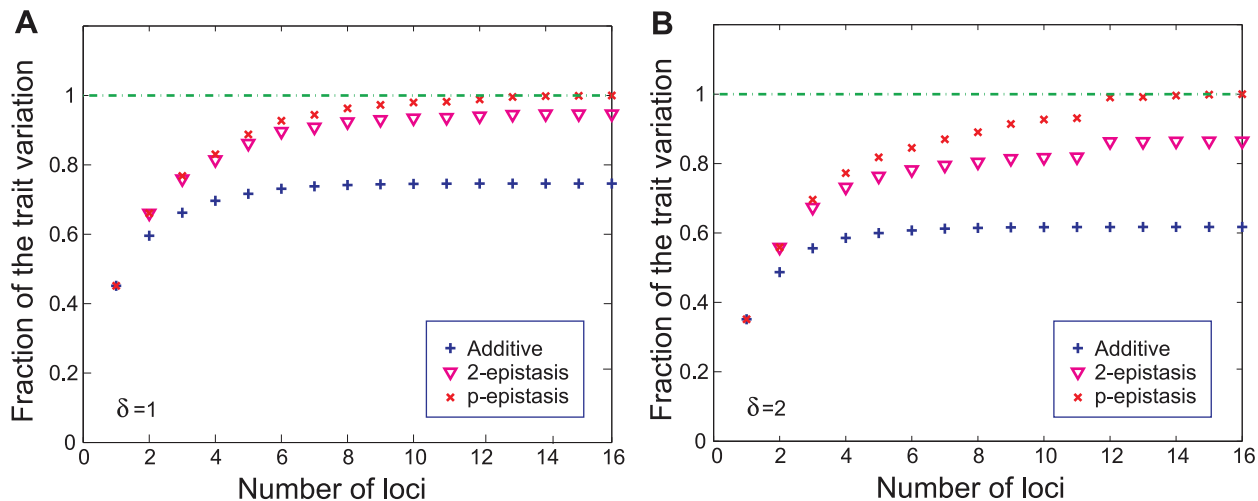 A
Fraction of the trait variation
1
0.8
0.6
0.4
0.2
0
0 2 4 6 8 10 12 14 16
Number of loci
δ=1
Additive
2-epistasis
p-epistasis
B
Fraction of the trait variation
1
0.8
0.6
0.4
0.2
0
0 2 4 6 8 10 12 14 16
Number of loci
δ=2
Additive
2-epistasis
p-epistasis